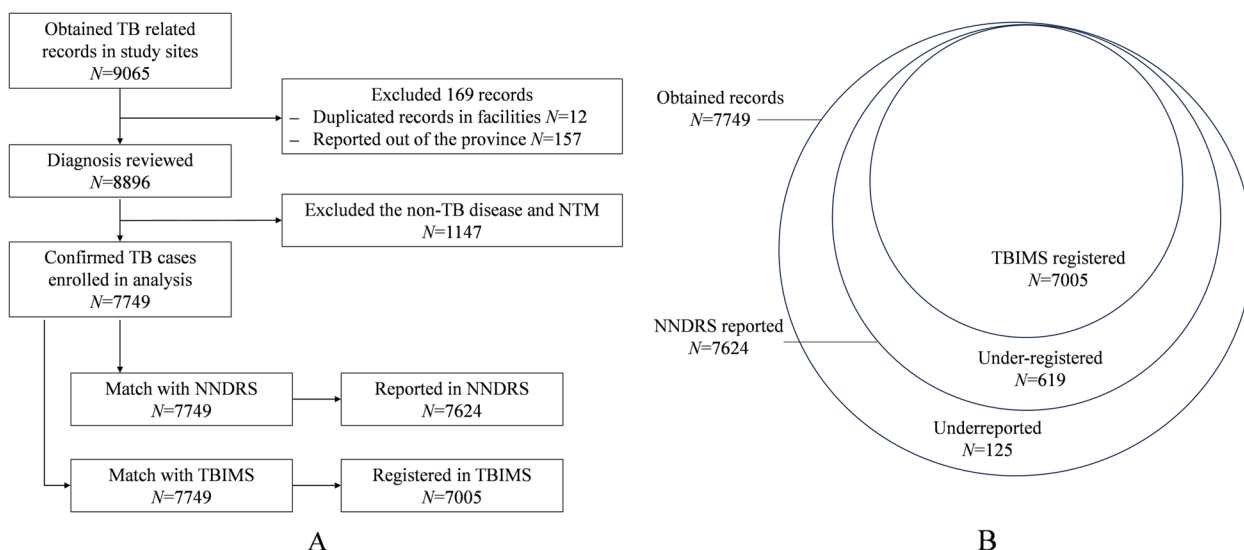 Obtained TB related
records in study sites
N=9065
Excluded 169 records
– Duplicated records in facilities N=12
– Reported out of the province N=157
Diagnosis reviewed
N=8896
Excluded the non-TB disease and NTM
N=1147
Confirmed TB cases
enrolled in analysis
N=7749
Match with NNDRS
N=7749
Reported in NNDRS
N=7624
Match with TBIMS
N=7749
Registered in TBIMS
N=7005
A
Obtained records
N=7749
TBIMS registered
N=7005
NNDRS reported
N=7624
Under-registered
N=619
Underreported
N=125
B